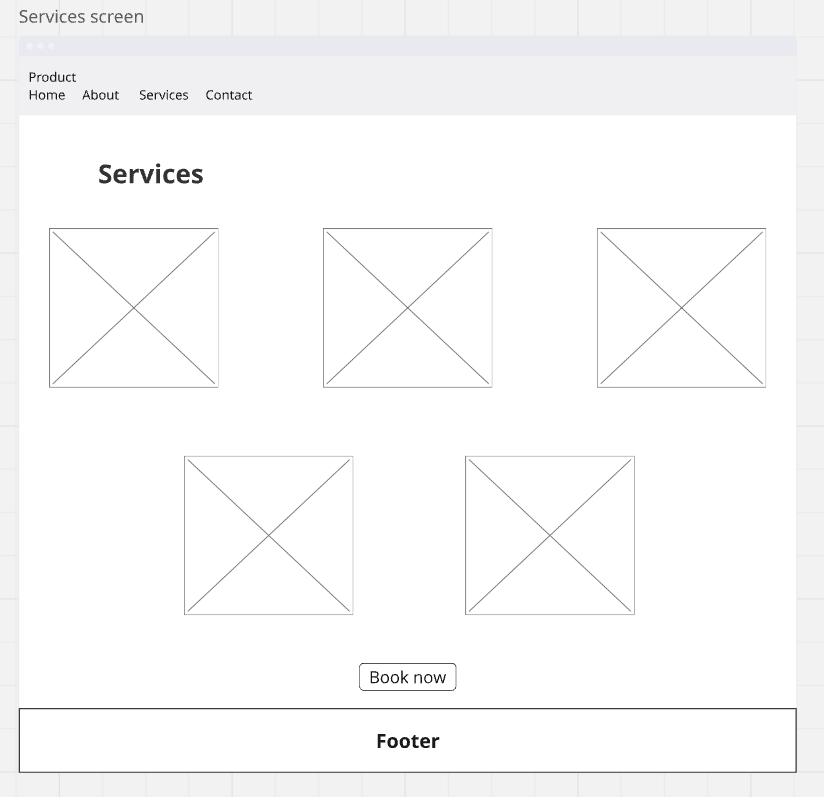 Services screen
Product
Home About Services Contact
Services
Book now
Footer